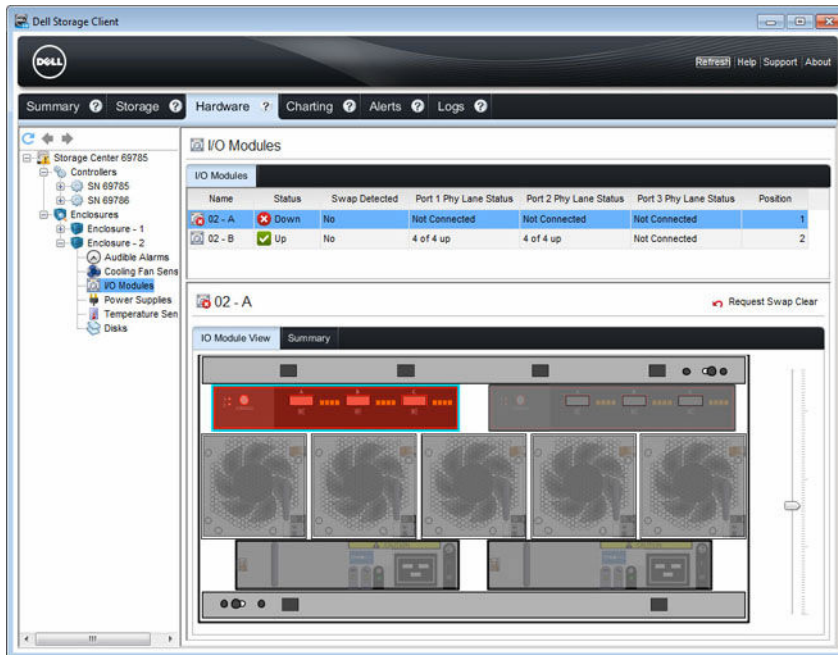 Dell Storage Client
DELL
Refresh Help Support About
Summary ? Storage ? Hardware ? Charting ? Alerts ? Logs ?
Storage Center 69785
Controllers
SN 69785
SN 69786
Enclosures
Enclosure - 1
Enclosure - 2
Audible Alarms
Cooling Fan Sens
I/O Modules
Power Supplies
Temperature Sen
Disks
I/O Modules
I/O Modules
Name Status Swap Detected Port 1 Phy Lane Status Port 2 Phy Lane Status Port 3 Phy Lane Status Position
02 - A Down No Not Connected Not Connected Not Connected 1
02 - B Up No 4 of 4 up 4 of 4 up Not Connected 2
02 - A
Request Swap Clear
IO Module View Summary
A B C
CAUTION